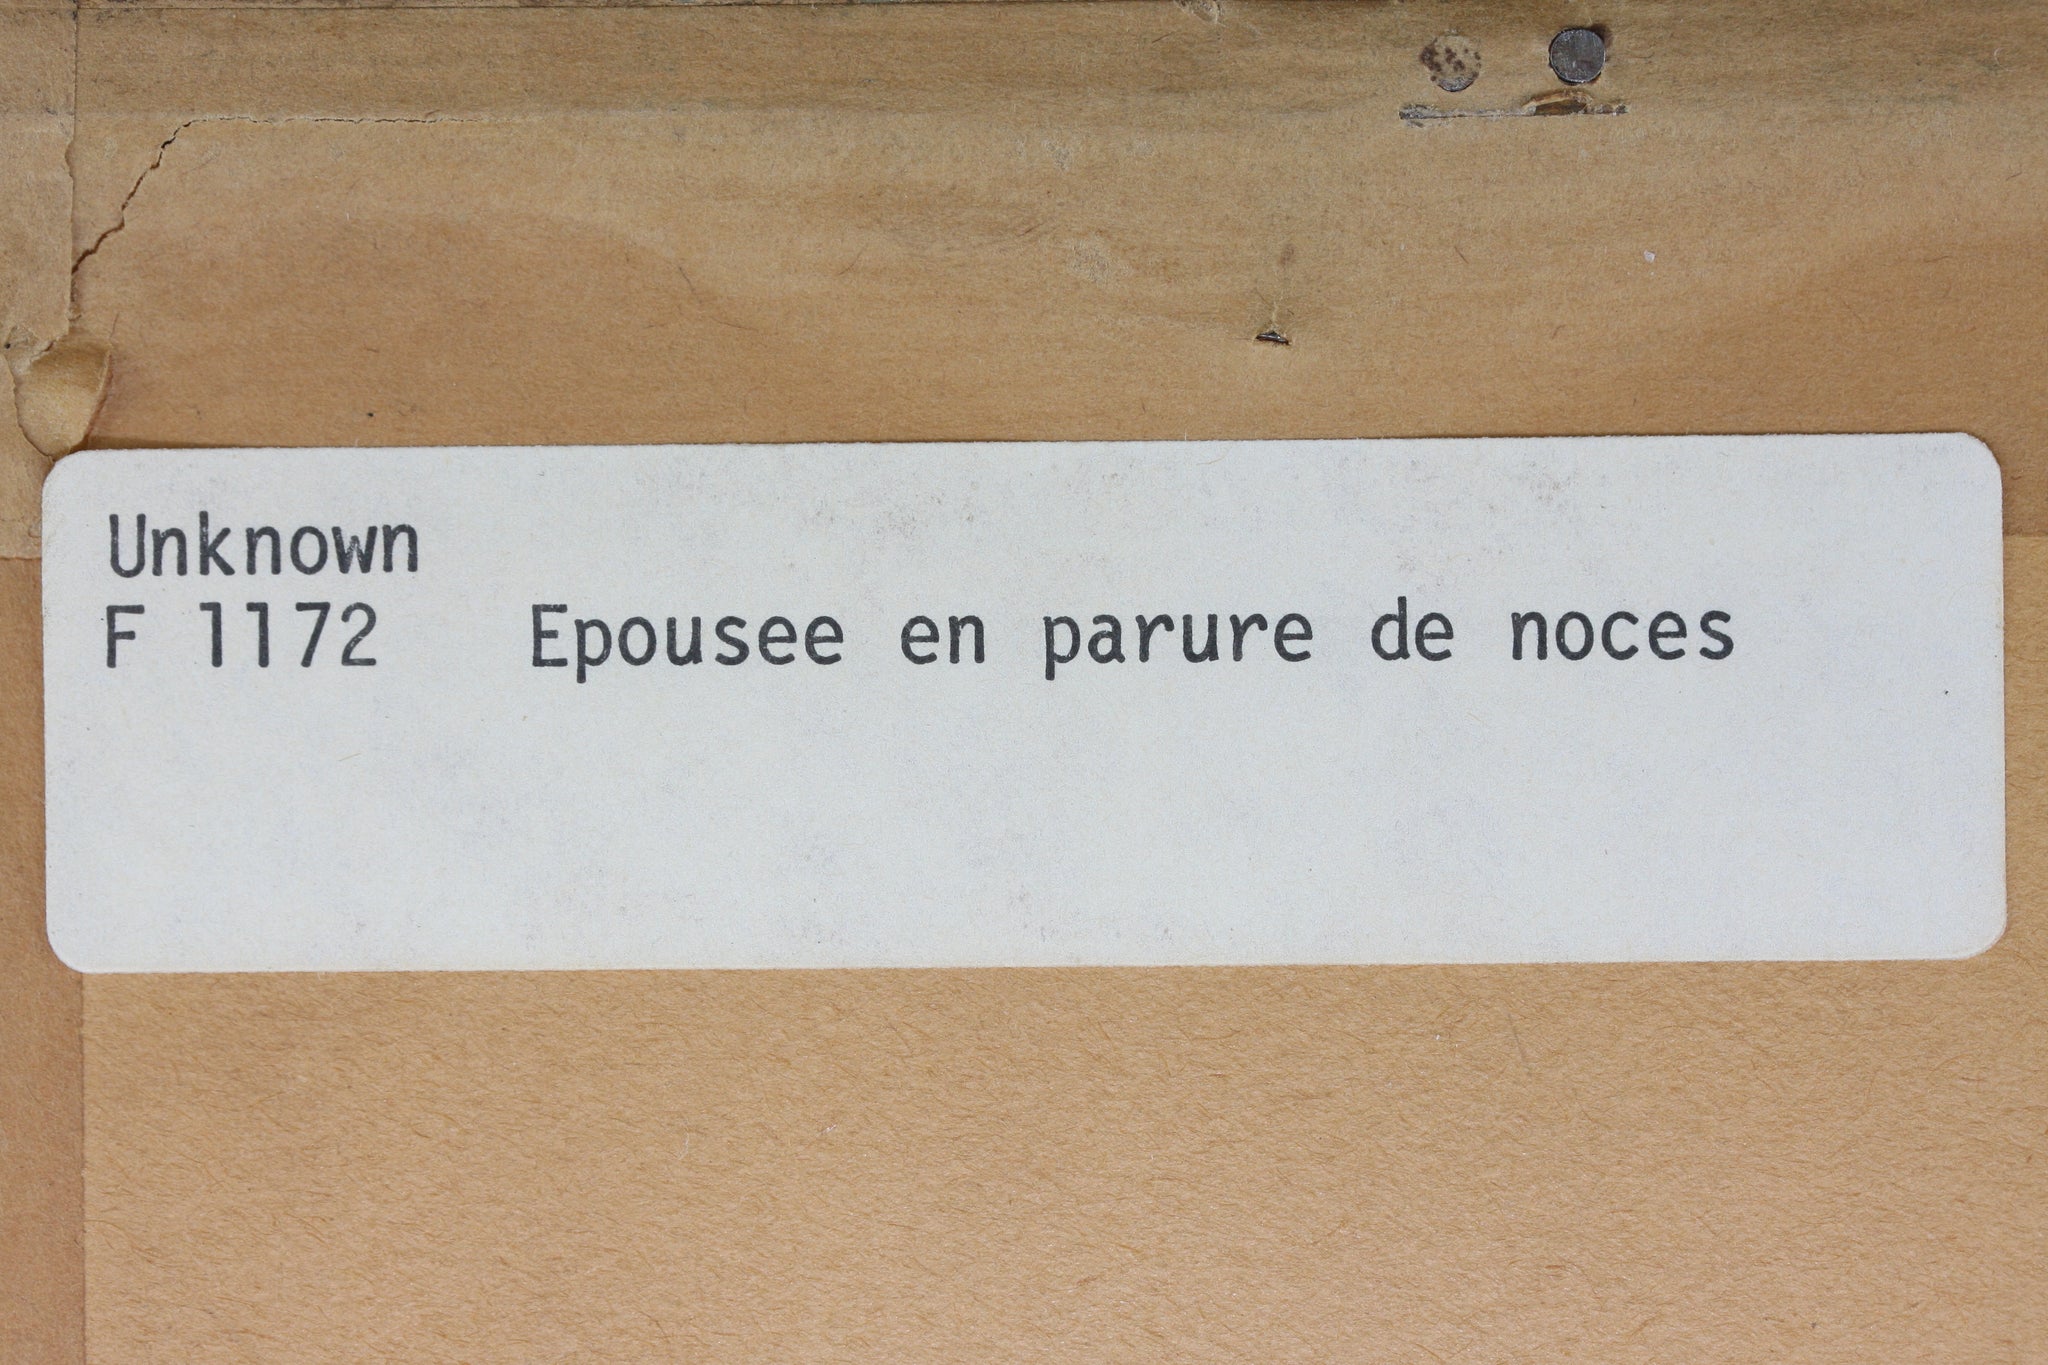 Unknown
F 1172 Epousee en parure de noces